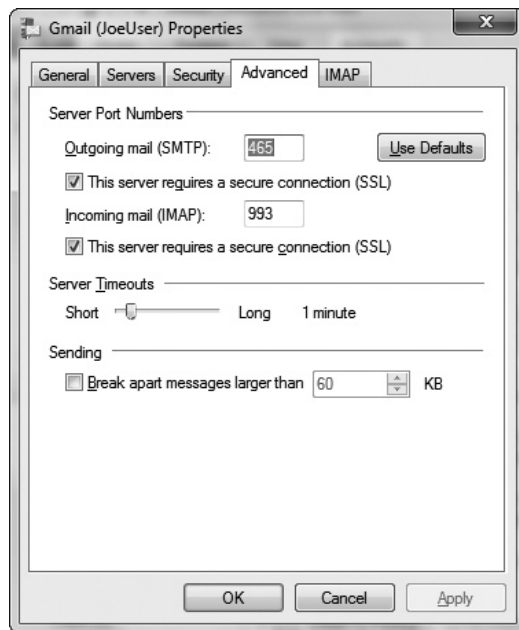 Gmail (JoeUser) Properties
X
General Servers Security Advanced IMAP
Server Port Numbers
Outgoing mail (SMTP): 465 Use Defaults
This server requires a secure connection (SSL)
Incoming mail (IMAP): 993
This server requires a secure connection (SSL)
Server Timeouts
Short Long 1 minute
Sending
Break apart messages larger than 60 KB
OK Cancel Apply